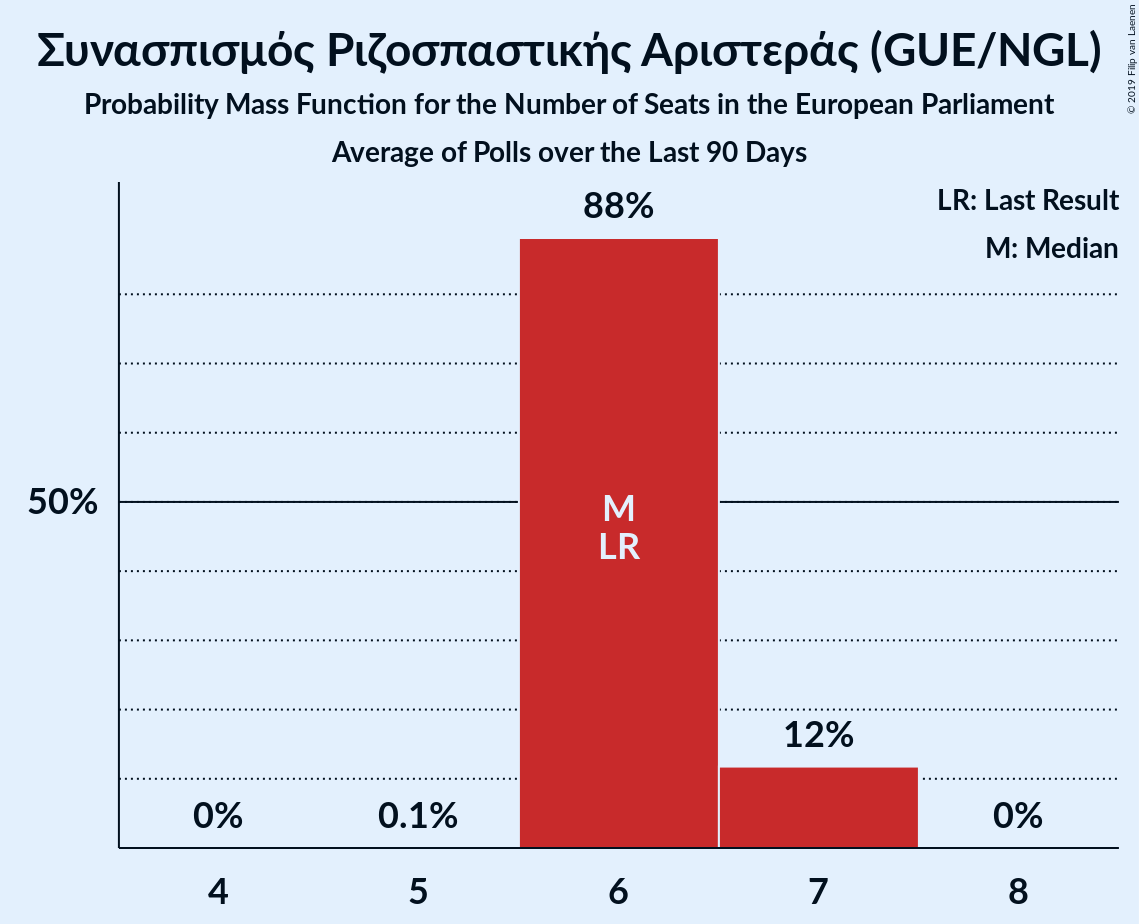 Συνασπισμός Ριζοσπαστικής Αριστεράς (GUE/NGL)
Probability Mass Function for the Number of Seats in the European Parliament
Average of Polls over the Last 90 Days
© 2019 Filip van Laenen
LR: Last Result
M: Median
88%
50%
M
LR
12%
0%
0.1%
0%
4
5
6
7
8